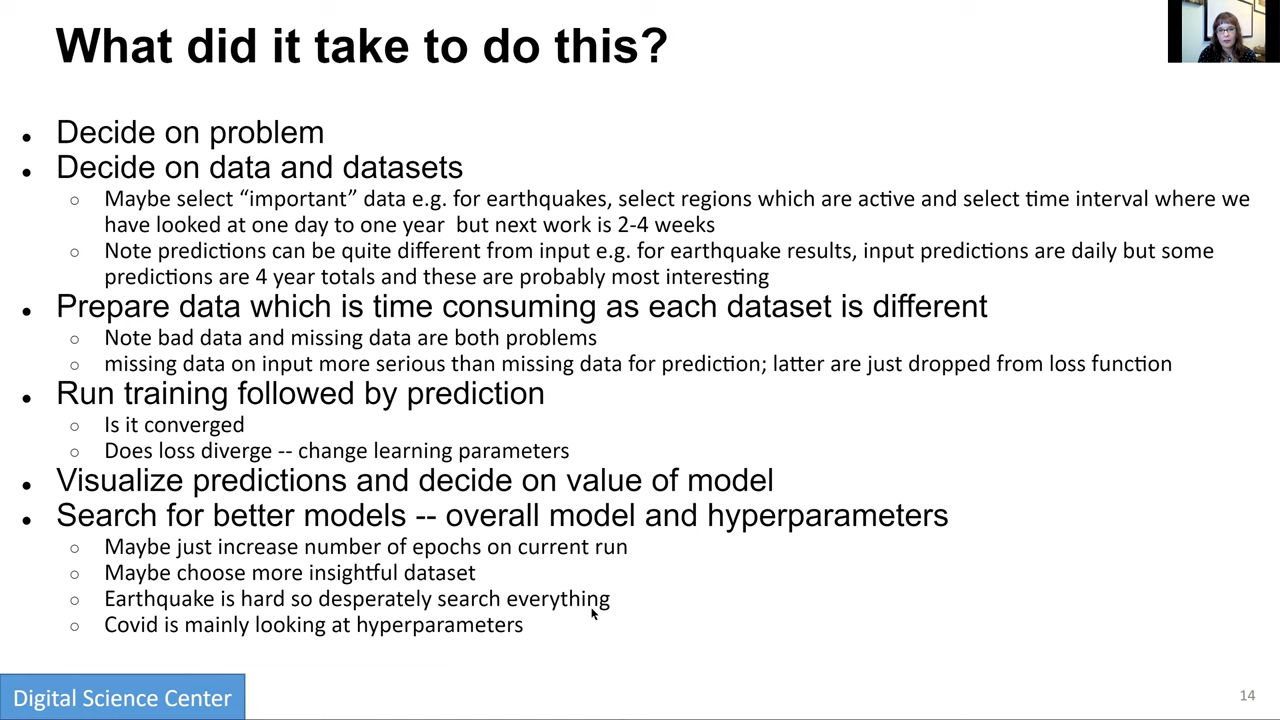 What did it take to do this?
• Decide on problem
• Decide on data and datasets
○ Maybe select “important” data e.g. for earthquakes, select regions which are active and select time interval where we
have looked at one day to one year  but next work is 2-4 weeks
○ Note predictions can be quite different from input e.g. for earthquake results, input predictions are daily but some
predictions are 4 year totals and these are probably most interesting
• Prepare data which is time consuming as each dataset is different
○ Note bad data and missing data are both problems
○ missing data on input more serious than missing data for prediction; latter are just dropped from loss function
• Run training followed by prediction
○ Is it converged
○ Does loss diverge -- change learning parameters
• Visualize predictions and decide on value of model
• Search for better models -- overall model and hyperparameters
○ Maybe just increase number of epochs on current run
○ Maybe choose more insightful dataset
○ Earthquake is hard so desperately search everything
○ Covid is mainly looking at hyperparameters
Digital Science Center
14